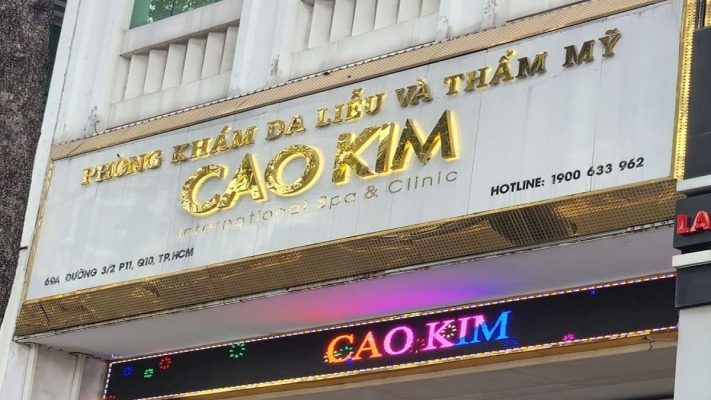 PHÒNG KHÁM DA LIỄU VÀ THẨM MỸ
CAO KIM
International Spa & Clinic
HOTLINE: 1900 633 962
69A ĐƯỜNG 3/2 P11, Q10, TP.HCM
LA
CAO KIM